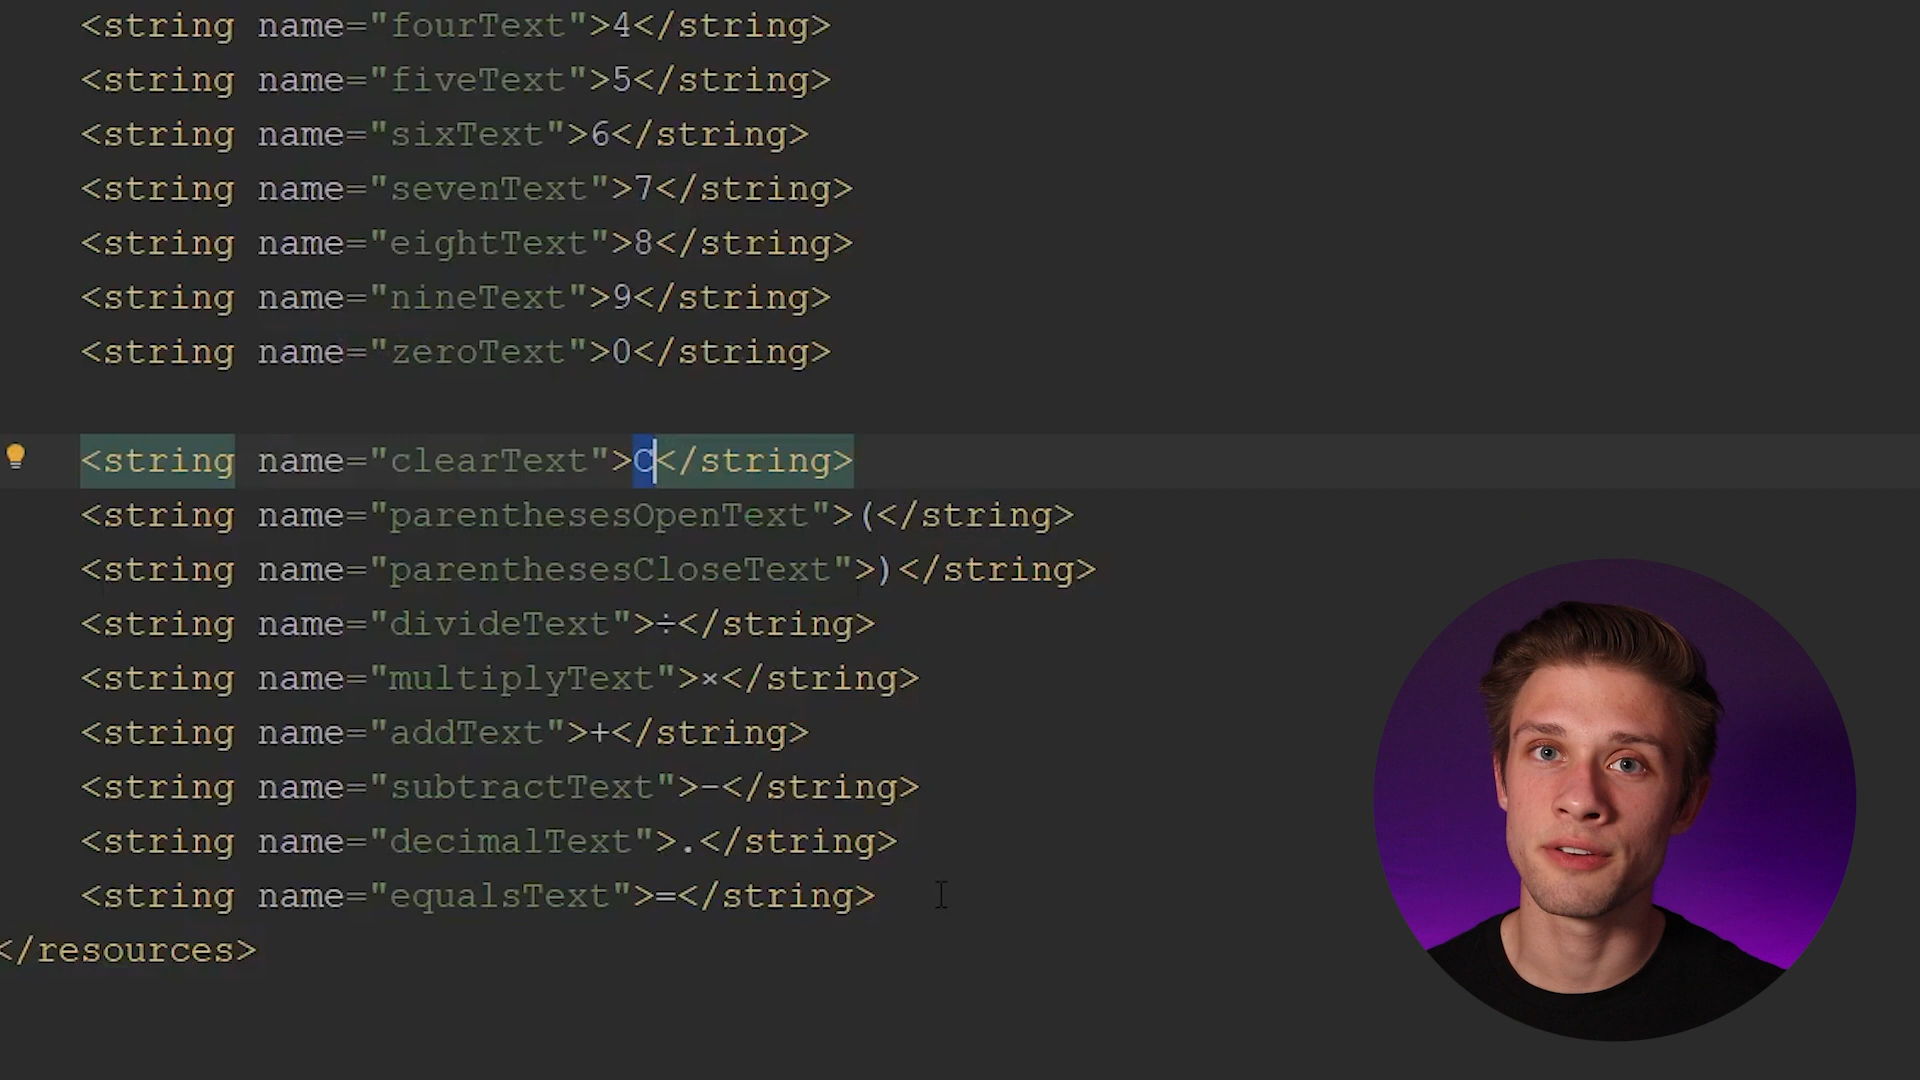 <string name="fourText">4</string>
<string name="fiveText">5</string>
<string name="sixText">6</string>
<string name="sevenText">7</string>
<string name="eightText">8</string>
<string name="nineText">9</string>
<string name="zeroText">0</string>
<string name="clearText">C</string>
<string name="parenthesesOpenText">(</string>
<string name="parenthesesCloseText">)</string>
<string name="divideText">÷</string>
<string name="multiplyText">×</string>
<string name="addText">+</string>
<string name="subtractText">-</string>
<string name="decimalText">.</string>
<string name="equalsText">=</string>
</resources>